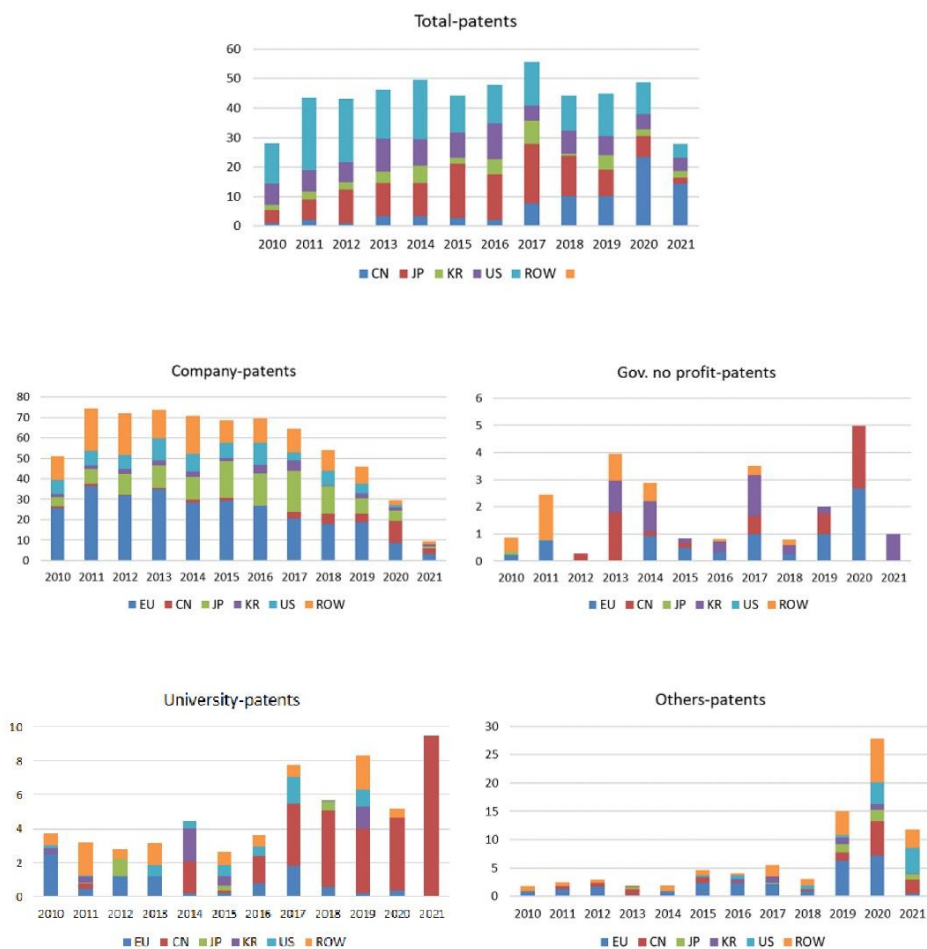 Total-patents
60
50
40
30
20
10
0
2010 2011 2012 2013 2014 2015 2016 2017 2018 2019 2020 2021
CN JP KR US ROW
Company-patents
80
70
60
50
40
30
20
10
0
2010 2011 2012 2013 2014 2015 2016 2017 2018 2019 2020 2021
EU CN JP KR US ROW
Gov. no profit-patents
6
5
4
3
2
1
0
2010 2011 2012 2013 2014 2015 2016 2017 2018 2019 2020 2021
EU CN JP KR US ROW
University-patents
10
8
6
4
2
0
2010 2011 2012 2013 2014 2015 2016 2017 2018 2019 2020 2021
EU CN JP KR US ROW
Others-patents
30
25
20
15
10
5
0
2010 2011 2012 2013 2014 2015 2016 2017 2018 2019 2020 2021
EU CN JP KR US ROW